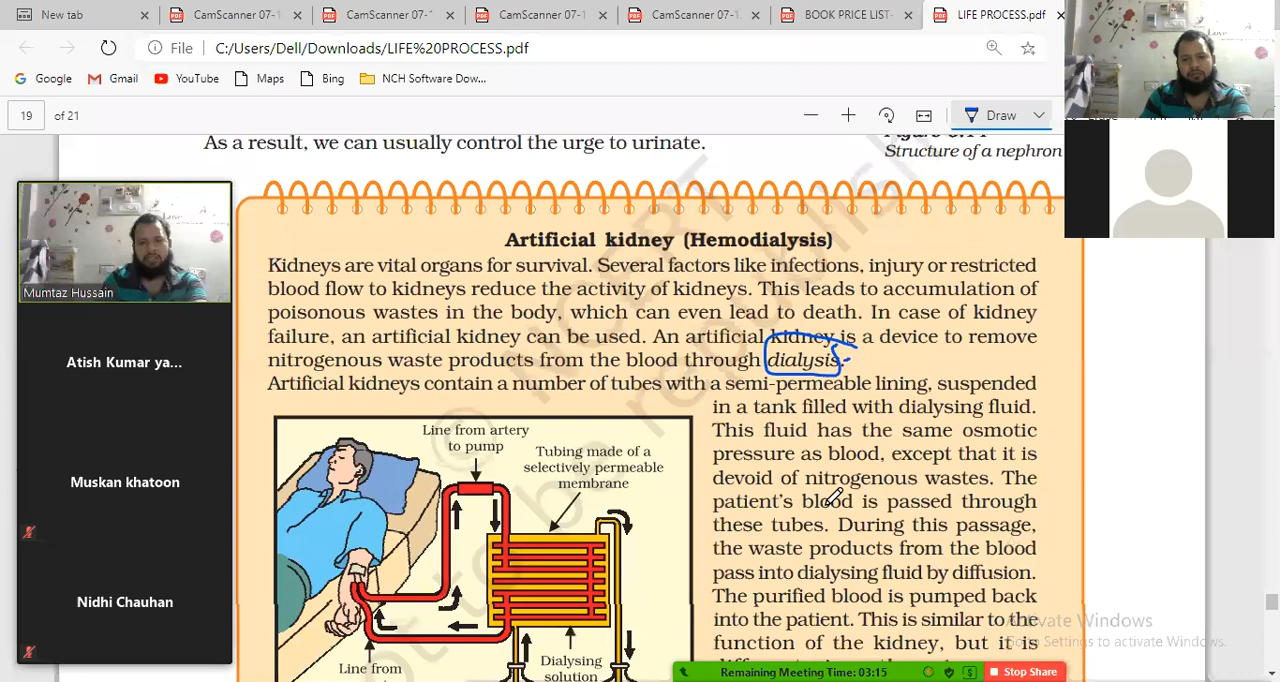 New tab
CamScanner 07-1
CamScanner 07-
CamScanner 07-1
CamScanner 07-1
BOOK PRICE LIST-
LIFE PROCESS.pdf
File
C:/Users/Dell/Downloads/LIFE%20PROCESS.pdf
Google
Gmail
YouTube
Maps
Bing
NCH Software Dow...
19
of 21
Draw
As a result, we can usually control the urge to urinate.
Structure of a nephron
Artificial kidney (Hemodialysis)
Kidneys are vital organs for survival. Several factors like infections, injury or restricted
blood flow to kidneys reduce the activity of kidneys. This leads to accumulation of
poisonous wastes in the body, which can even lead to death. In case of kidney
failure, an artificial kidney can be used. An artificial kidney is a device to remove
nitrogenous waste products from the blood through dialysis.
Artificial kidneys contain a number of tubes with a semi-permeable lining, suspended
in a tank filled with dialysing fluid.
This fluid has the same osmotic
pressure as blood, except that it is
devoid of nitrogenous wastes. The
patient's blood is passed through
these tubes. During this passage,
the waste products from the blood
pass into dialysing fluid by diffusion.
The purified blood is pumped back
into the patient. This is similar to the
function of the kidney, but it is
Line from artery
to pump
Tubing made of a
selectively permeable
membrane
Line from
Dialysing
solution
© NCERT
not to be republished
Mumtaz Hussain
Atish Kumar ya...
Muskan khatoon
Nidhi Chauhan
Activate Windows
Go to Settings to activate Windows.
Remaining Meeting Time: 03:15
Stop Share